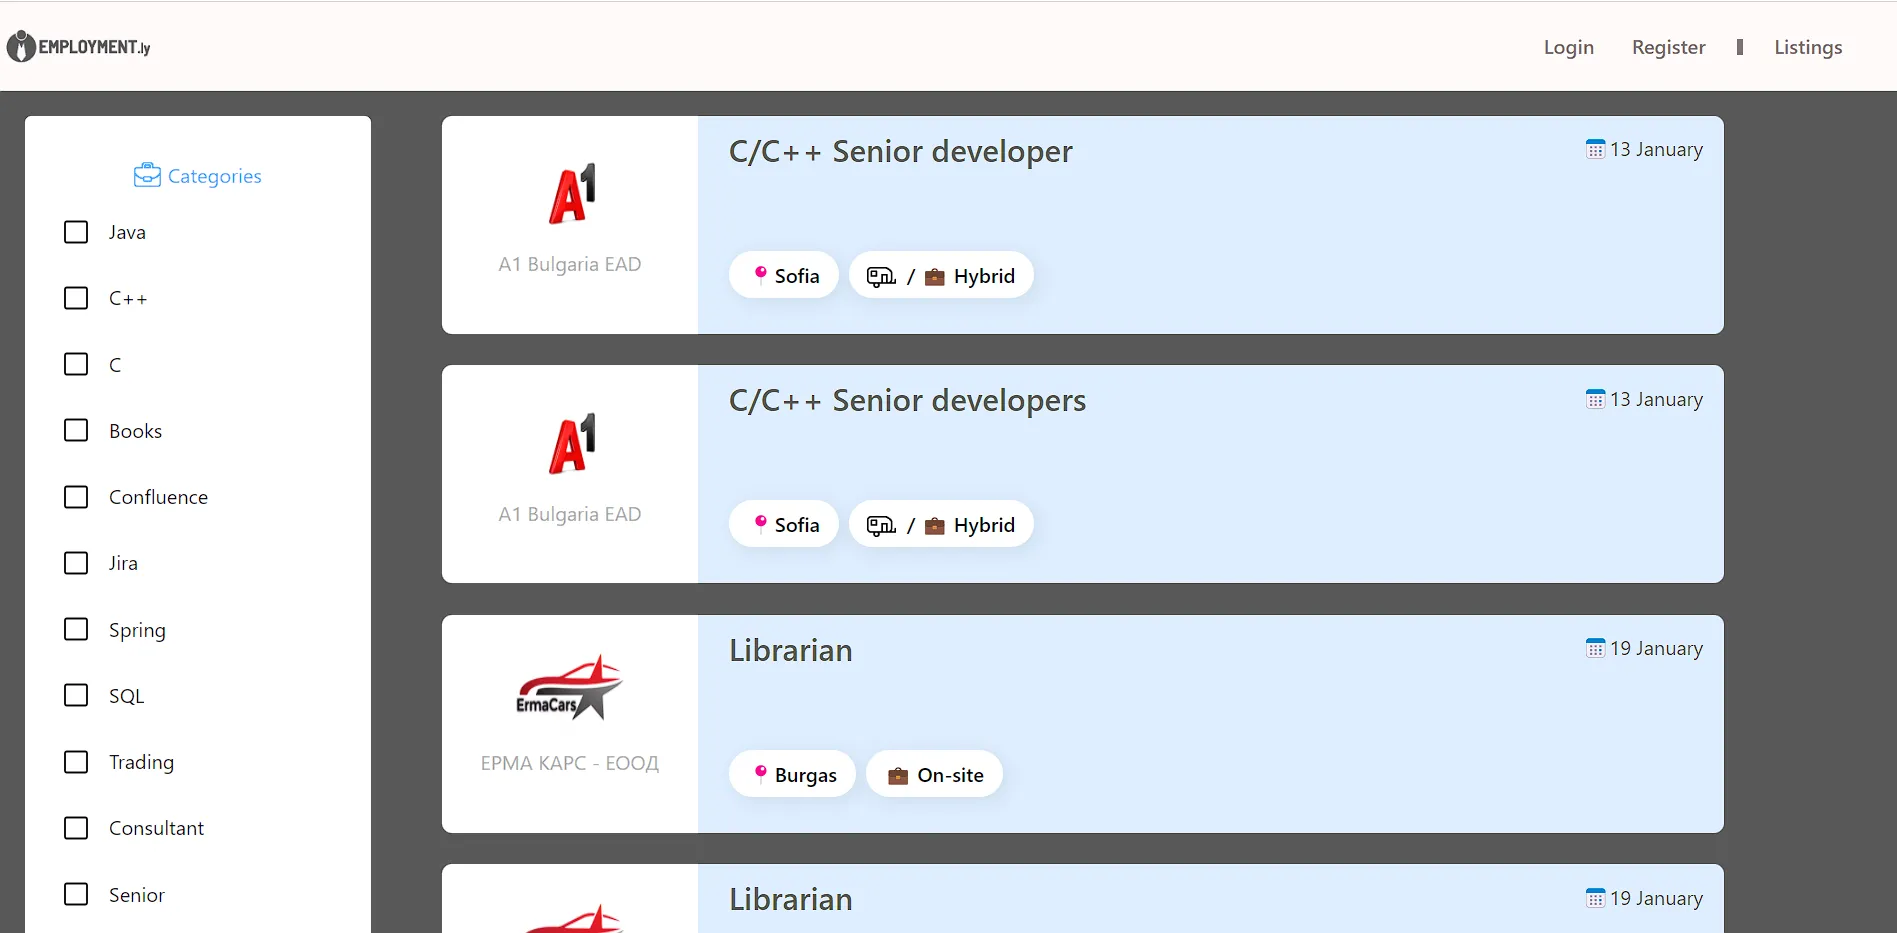 EMPLOYMENT.ly
Login Register Listings
Categories
Java
C++
C
Books
Confluence
Jira
Spring
SQL
Trading
Consultant
Senior
A1
A1 Bulgaria EAD
C/C++ Senior developer
13 January
Sofia
/ Hybrid
A1
A1 Bulgaria EAD
C/C++ Senior developers
13 January
Sofia
/ Hybrid
ErmaCars
ЕРМА КАРС - ЕООД
Librarian
19 January
Burgas
On-site
Librarian
19 January